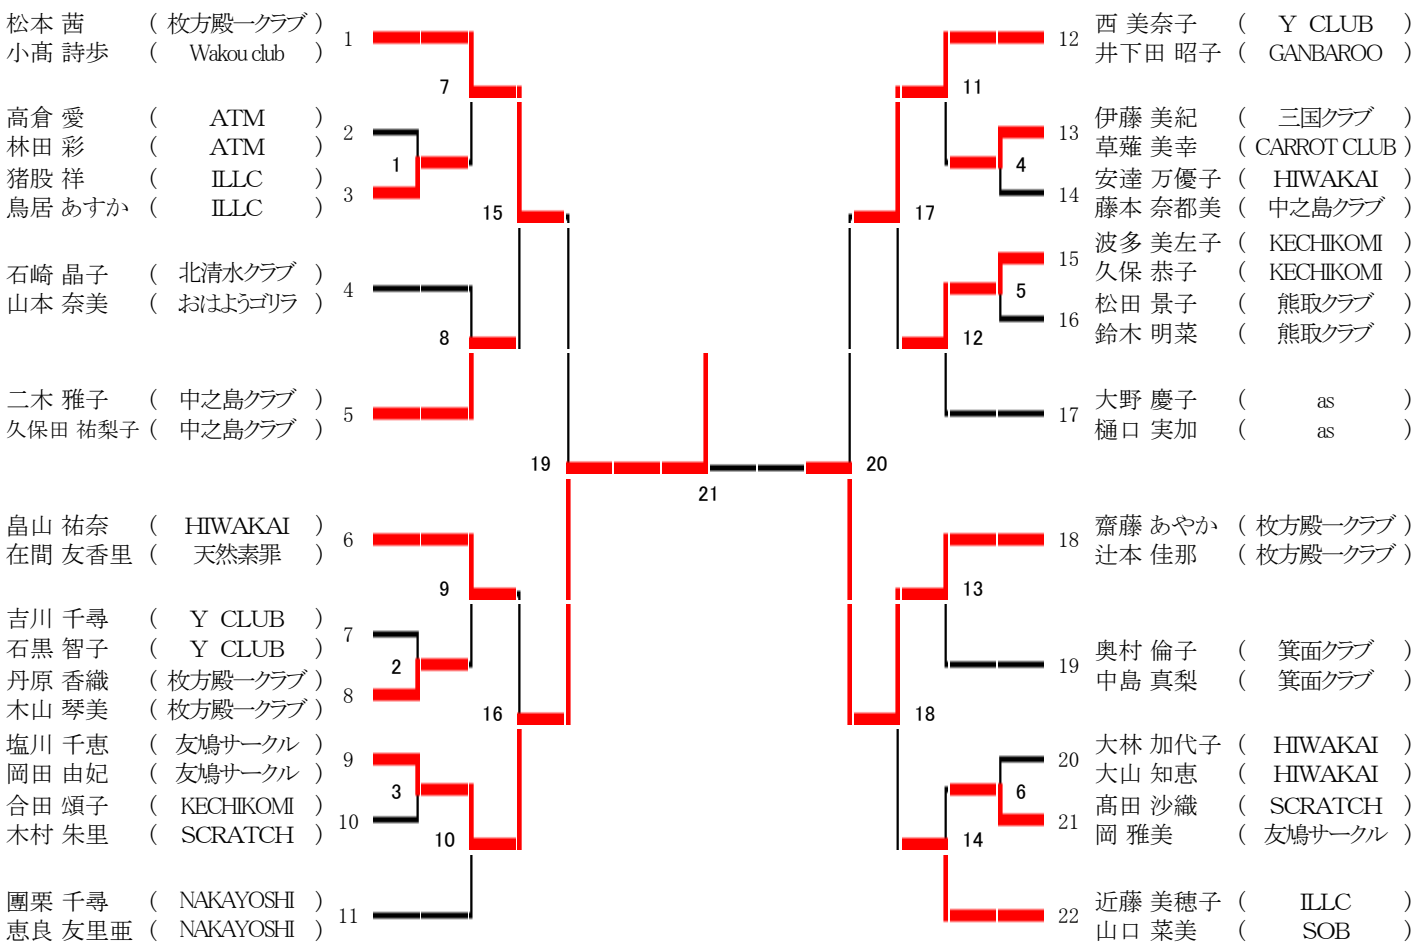 松本 茜 ( 枚方殿一クラブ )
小髙 詩歩 ( Wakou club )
1
7
高倉 愛 ( ATM )
林田 彩 ( ATM )
2
1
猪股 祥 ( ILLC )
鳥居 あすか ( ILLC )
3
15
石崎 晶子 ( 北清水クラブ )
山本 奈美 ( おはようゴリラ )
4
8
二木 雅子 ( 中之島クラブ )
久保田 祐梨子 ( 中之島クラブ )
5
19
21
畠山 祐奈 ( HIWAKAI )
在間 友香里 ( 天然素罪 )
6
9
吉川 千尋 ( Y CLUB )
石黒 智子 ( Y CLUB )
7
2
丹原 香織 ( 枚方殿一クラブ )
木山 琴美 ( 枚方殿一クラブ )
8
16
塩川 千恵 ( 友鳩サークル )
岡田 由妃 ( 友鳩サークル )
9
3
合田 頌子 ( KECHIKOMI )
木村 朱里 ( SCRATCH )
10
10
團栗 千尋 ( NAKAYOSHI )
恵良 友里亜 ( NAKAYOSHI )
11
12
西 美奈子 ( Y CLUB )
井下田 昭子 ( GANBAROO )
11
13
伊藤 美紀 ( 三国クラブ )
草薙 美幸 ( CARROT CLUB )
4
14
安達 万優子 ( HIWAKAI )
藤本 奈都美 ( 中之島クラブ )
17
15
波多 美左子 ( KECHIKOMI )
久保 恭子 ( KECHIKOMI )
5
16
松田 景子 ( 熊取クラブ )
鈴木 明菜 ( 熊取クラブ )
12
17
大野 慶子 ( as )
樋口 実加 ( as )
20
18
齋藤 あやか ( 枚方殿一クラブ )
辻本 佳那 ( 枚方殿一クラブ )
13
19
奥村 倫子 ( 箕面クラブ )
中島 真梨 ( 箕面クラブ )
18
20
大林 加代子 ( HIWAKAI )
大山 知恵 ( HIWAKAI )
6
21
髙田 沙織 ( SCRATCH )
岡 雅美 ( 友鳩サークル )
14
22
近藤 美穂子 ( ILLC )
山口 菜美 ( SOB )